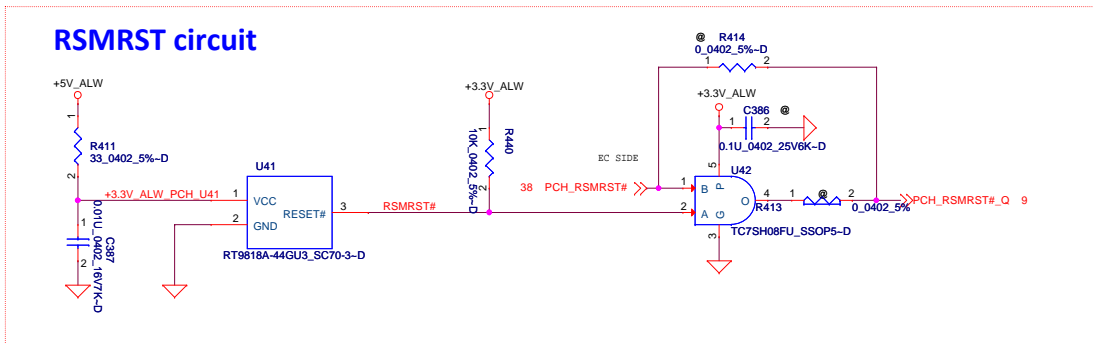 RSMRST circuit
@
R414
0_0402_5%~D
1
2
+5V_ALW
+3.3V_ALW
+3.3V_ALW
C386 @
1
2
0.1U_0402_25V6K~D
1
R411
33_0402_5%~D
2
1
R440
10K_0402_5%~D
2
EC SIDE
U41
5
U42
+3.3V_ALW_PCH_U41
1
VCC
38 PCH_RSMRST#
1
B
P
4
O
@
R413
2
0_0402_5%
PCH_RSMRST#_Q 9
RESET#
3
RSMRST#
2
A
G
2
GND
TC7SH08FU_SSOP5~D
3
1
C387
0.01U_0402_16V7K~D
2
RT9818A-44GU3_SC70-3~D